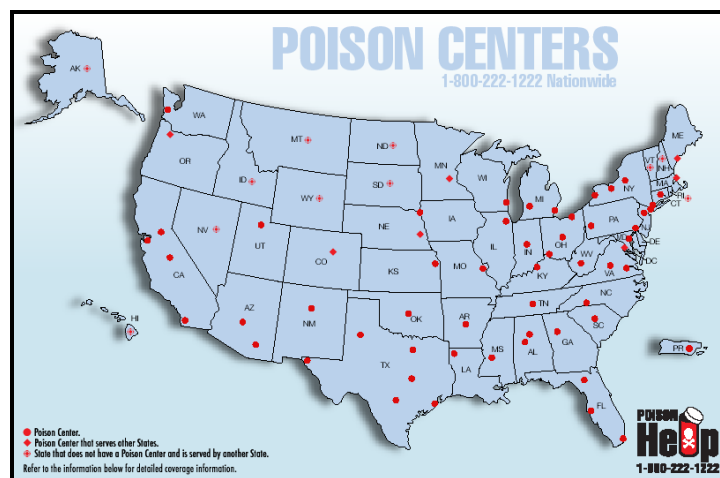 POISON CENTERS
1-800-222-1222 Nationwide
AK
WA
MT
ND
MN
ME
VT
NH
OR
ID
WY
SD
WI
MI
NY
MA
RI
CT
NV
UT
NE
IA
PA
NJ
CO
IL
IN
OH
MD
DE
DC
CA
KS
MO
KY
WV
VA
AZ
NM
OK
AR
TN
NC
SC
HI
TX
LA
MS
AL
GA
FL
PR
Poison Center.
Poison Center that serves other States.
State that does not have a Poison Center and is served by another State.
Refer to the information below for detailed coverage information.
POISON
Help
1-800-222-1222